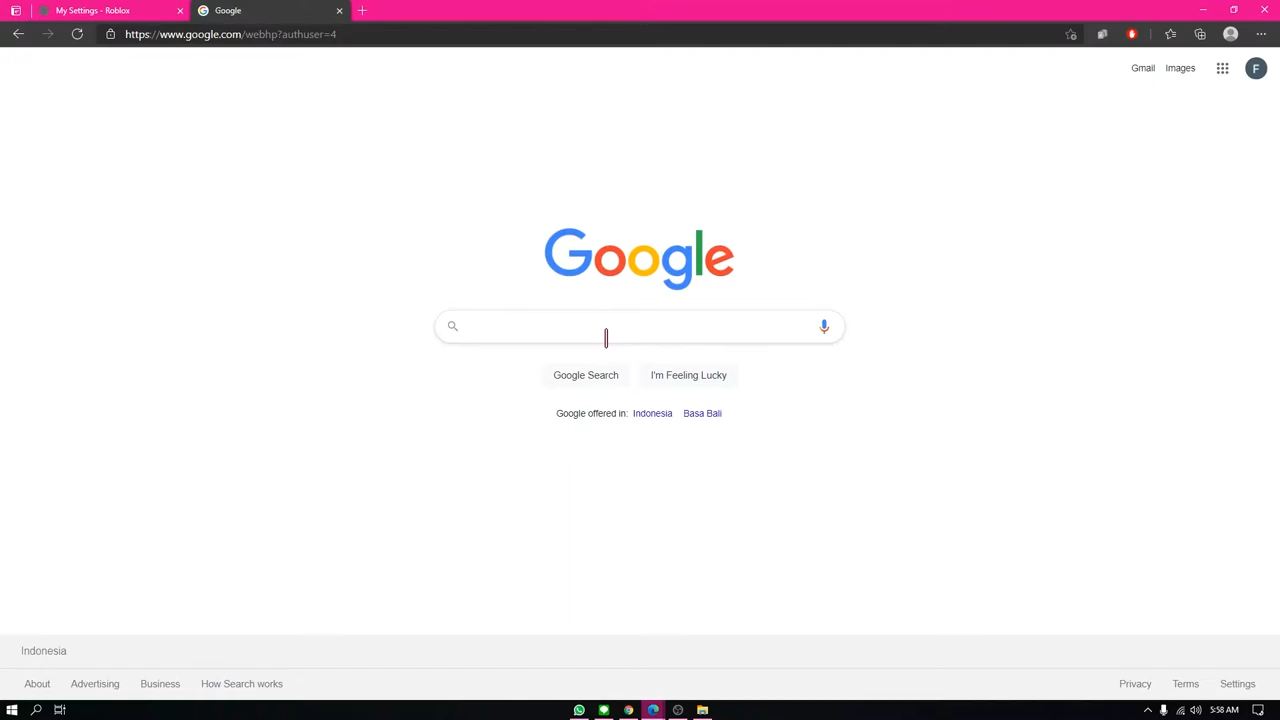 My Settings - Roblox
Google
https://www.google.com/webhp?authuser=4
Gmail Images
F
Google
Google Search I'm Feeling Lucky
Google offered in: Indonesia Basa Bali
Indonesia
About Advertising Business How Search works
Privacy Terms Settings
5:58 AM